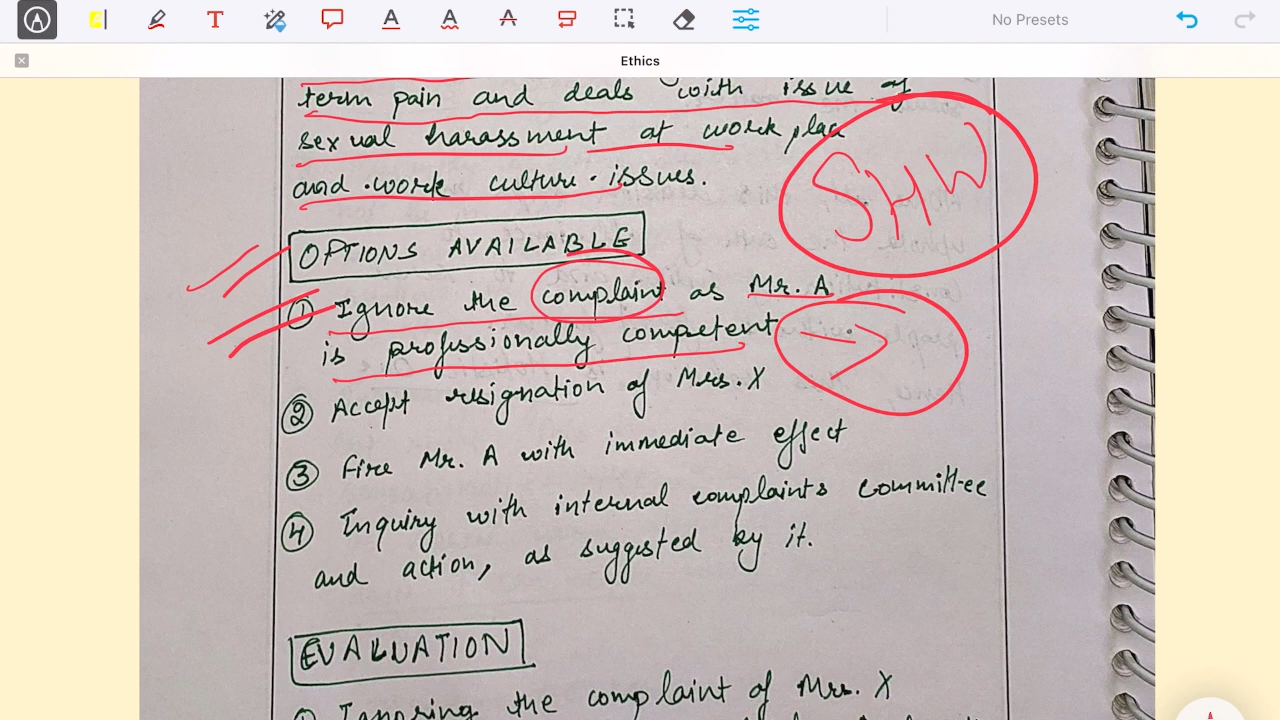 No Presets
Ethics
term pain and deals with issue of
sexual harassment at work plac
and work culture issues.
SHW
OPTIONS AVAILABLE
① Ignore the complaint as Mr. A
is professionally competent
② Accept resignation of Mrs. X
③ Fire Mr. A with immediate effect
④ Inquiry with internal complaints committee
and action, as suggested by it.
EVALUATION
Ignoring the complaint of Mrs. X